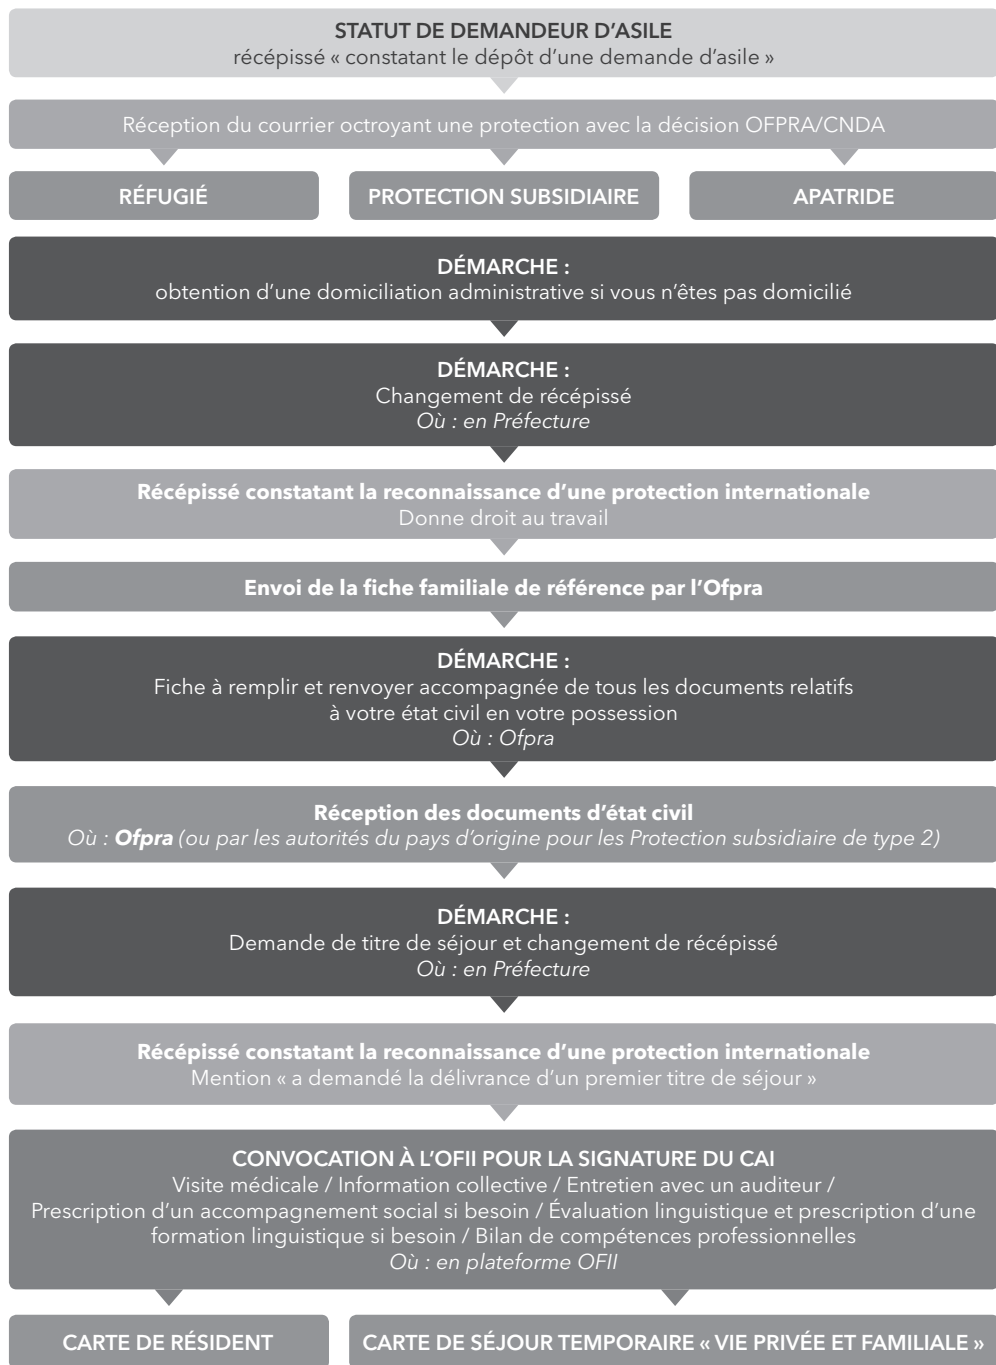 STATUT DE DEMANDEUR D’ASILE
récépissé « constatant le dépôt d’une demande d’asile »
Réception du courrier octroyant une protection avec la décision OFPRA/CNDA
RÉFUGIÉ
PROTECTION SUBSIDIAIRE
APATRIDE
DÉMARCHE :
obtention d’une domiciliation administrative si vous n’êtes pas domicilié
DÉMARCHE :
Changement de récépissé
Où : en Préfecture
Récépissé constatant la reconnaissance d’une protection internationale
Donne droit au travail
Envoi de la fiche familiale de référence par l’Ofpra
DÉMARCHE :
Fiche à remplir et renvoyer accompagnée de tous les documents relatifs
à votre état civil en votre possession
Où : Ofpra
Réception des documents d’état civil
Où : Ofpra (ou par les autorités du pays d’origine pour les Protection subsidiaire de type 2)
DÉMARCHE :
Demande de titre de séjour et changement de récépissé
Où : en Préfecture
Récépissé constatant la reconnaissance d’une protection internationale
Mention « a demandé la délivrance d’un premier titre de séjour »
CONVOCATION À L’OFII POUR LA SIGNATURE DU CAI
Visite médicale / Information collective / Entretien avec un auditeur /
Prescription d’un accompagnement social si besoin / Évaluation linguistique et prescription d’une
formation linguistique si besoin / Bilan de compétences professionnelles
Où : en plateforme OFII
CARTE DE RÉSIDENT
CARTE DE SÉJOUR TEMPORAIRE « VIE PRIVÉE ET FAMILIALE »